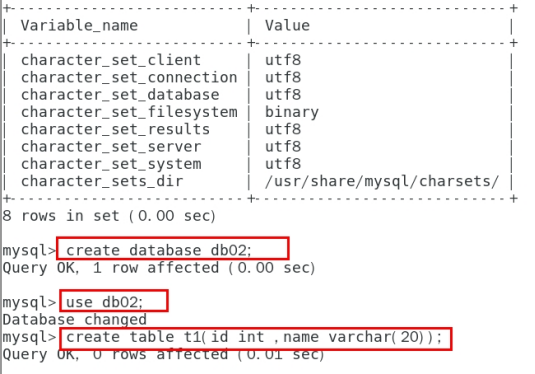 +--------------------------+----------------------------+
| Variable_name            | Value                      |
+--------------------------+----------------------------+
| character_set_client     | utf8                       |
| character_set_connection | utf8                       |
| character_set_database   | utf8                       |
| character_set_filesystem | binary                     |
| character_set_results    | utf8                       |
| character_set_server     | utf8                       |
| character_set_system     | utf8                       |
| character_sets_dir       | /usr/share/mysql/charsets/ |
+--------------------------+----------------------------+
8 rows in set (0.00 sec)
mysql> create database db02;
Query OK, 1 row affected (0.00 sec)
mysql> use db02;
Database changed
mysql> create table t1(id int ,name varchar(20));
Query OK, 0 rows affected (0.01 sec)